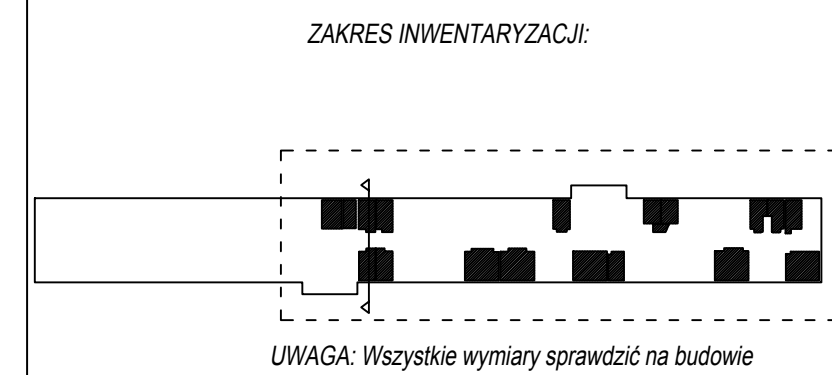 ZAKRES INWENTARYZACJI:
UWAGA: Wszystkie wymiary sprawdzić na budowie